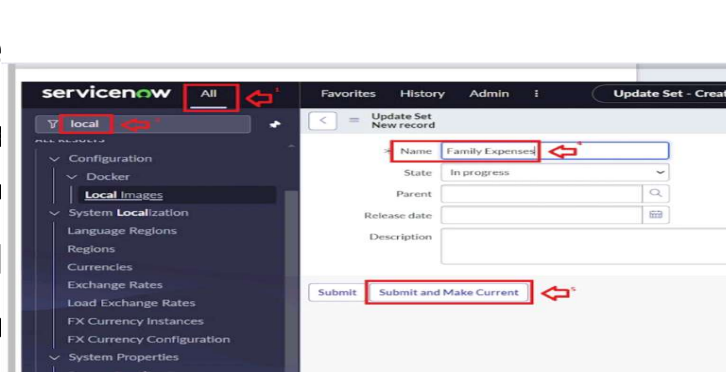 servicenow All Favorites History Admin Update Set - Creat
local
Update Set
New record
ALL RESULTS
Configuration
Docker
Local Images
System Localization
Language Regions
Regions
Currencies
Exchange Rates
Load Exchange Rates
FX Currency Instances
FX Currency Configuration
System Properties
Name Family Expenses
State In progress
Parent
Release date
Description
Submit Submit and Make Current